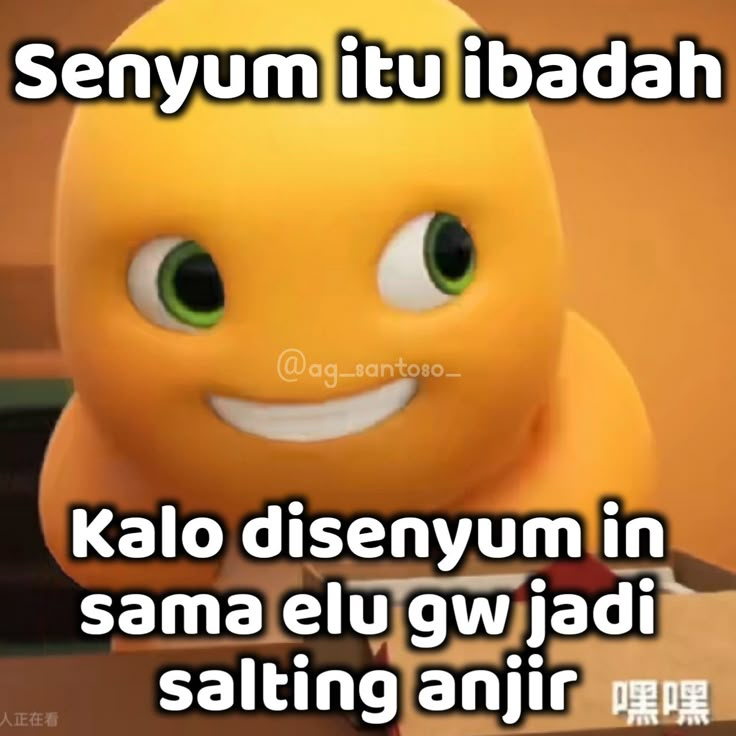 Senyum itu ibadah
@ag_santoso_
Kalo disenyum in
sama elu gw jadi
salting anjir
嘿嘿
人正在看